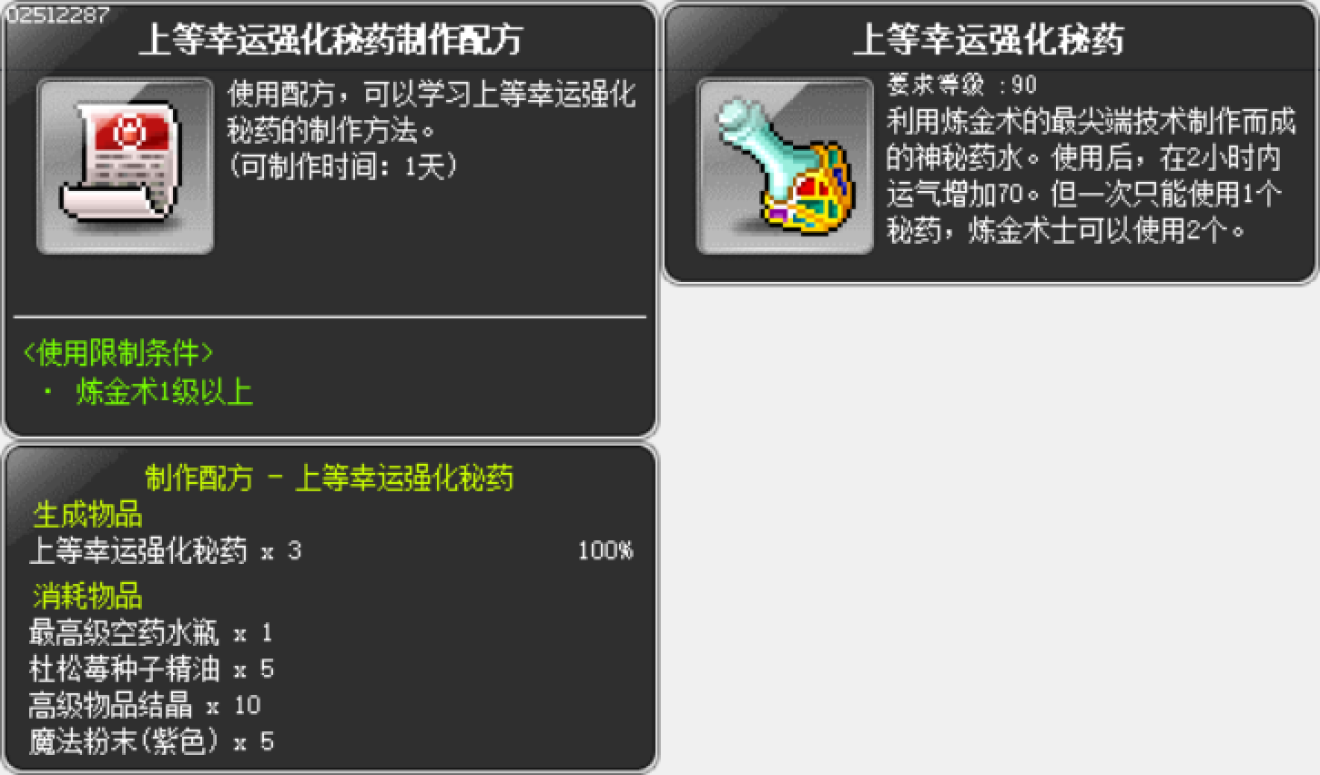 02512287
上等幸运强化秘药制作配方
使用配方，可以学习上等幸运强化
秘药的制作方法。
(可制作时间：1天)
<使用限制条件>
· 炼金术1级以上
制作配方 - 上等幸运强化秘药
生成物品
上等幸运强化秘药 x 3 100%
消耗物品
最高级空药水瓶 x 1
杜松莓种子精油 x 5
高级物品结晶 x 10
魔法粉末(紫色) x 5
上等幸运强化秘药
要求等级 :90
利用炼金术的最尖端技术制作而成
的神秘药水。使用后，在2小时内
运气增加70。但一次只能使用1个
秘药，炼金术士可以使用2个。